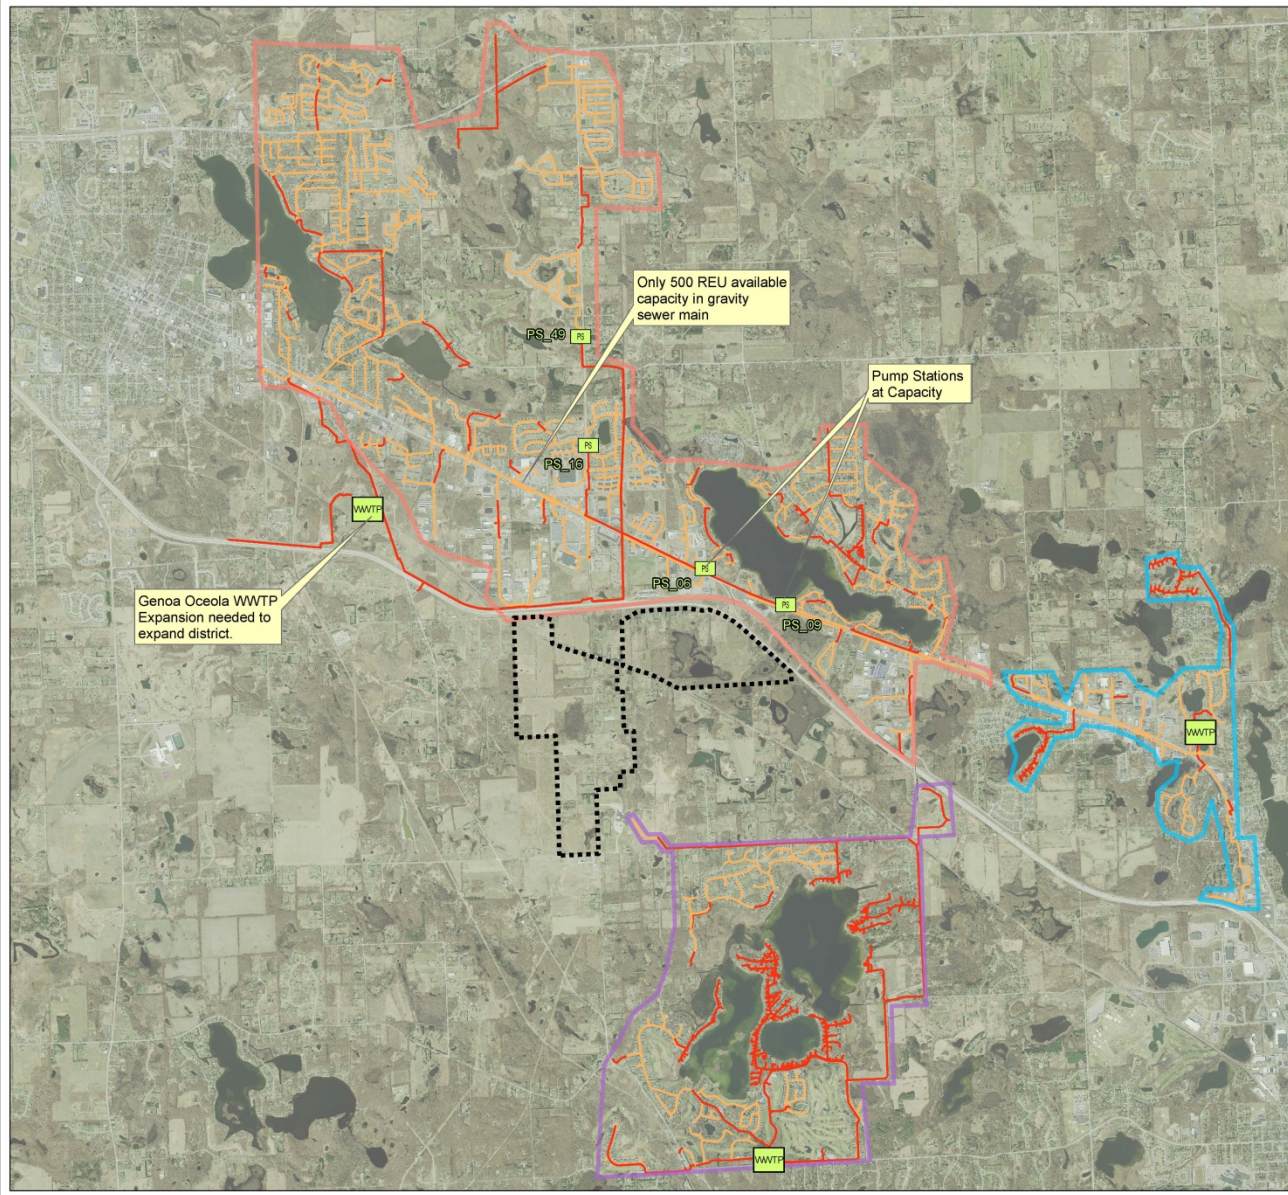 Only 500 REU available
capacity in gravity
sewer main
PS_49
PS
Pump Stations
at Capacity
PS
PS_16
WWTP
PS
PS_06
PS
PS_09
Genoa Oceola WWTP
Expansion needed to
expand district.
WWTP
WWTP